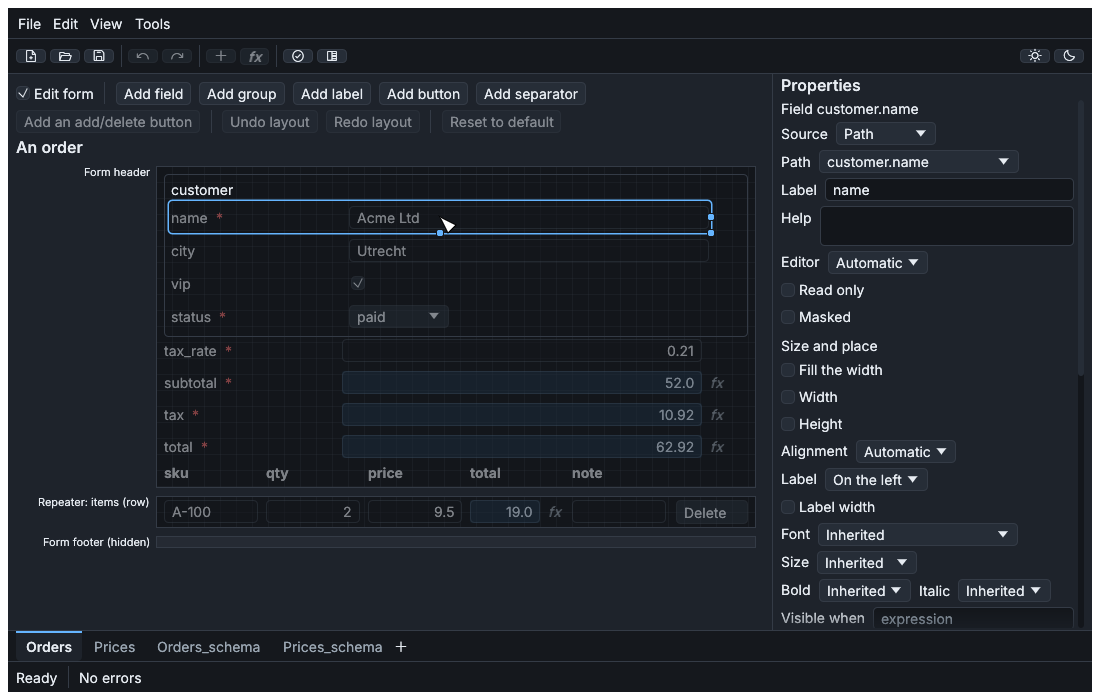 File Edit View Tools
fx
Edit form Add field Add group Add label Add button Add separator
Add an add/delete button Undo layout Redo layout Reset to default
An order
Form header
customer
name * Acme Ltd
city Utrecht
vip
status * paid
tax_rate * 0.21
subtotal * 52.0 fx
tax * 10.92 fx
total * 62.92 fx
sku qty price total note
Repeater: items (row) A-100 2 9.5 19.0 fx Delete
Form footer (hidden)
Properties
Field customer.name
Source Path
Path customer.name
Label name
Help
Editor Automatic
Read only
Masked
Size and place
Fill the width
Width
Height
Alignment Automatic
Label On the left
Label width
Font Inherited
Size Inherited
Bold Inherited Italic Inherited
Visible when expression
Orders Prices Orders_schema Prices_schema +
Ready No errors